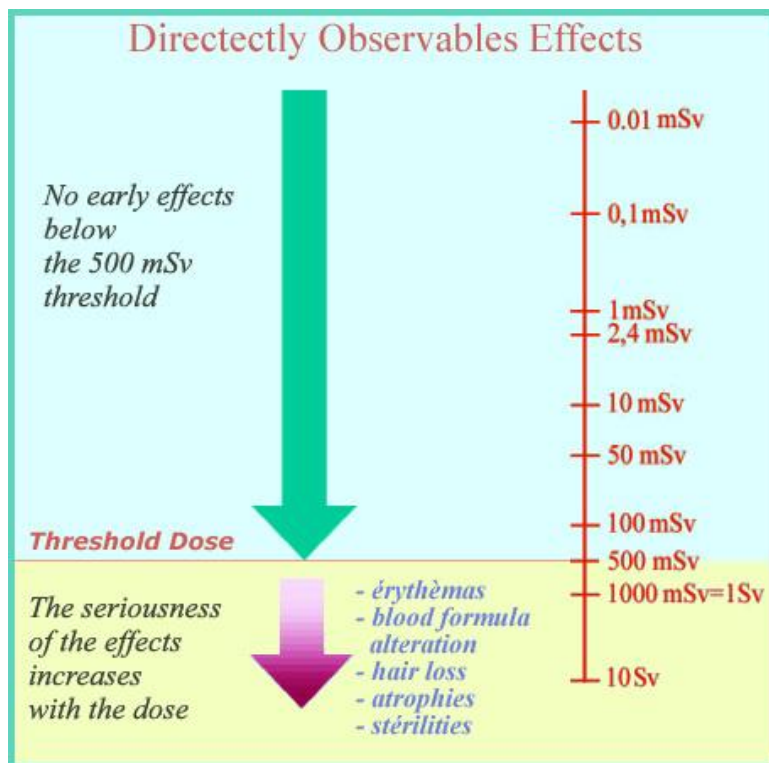 Directectly Observables Effects
No early effects
below
the 500 mSv
threshold
0.01 mSv
0,1mSv
1mSv
2,4 mSv
10 mSv
50 mSv
100 mSv
500 mSv
1000 mSv=1Sv
10Sv
Threshold Dose
The seriousness
of the effects
increases
with the dose
- érythèmas
- blood formula
alteration
- hair loss
- atrophies
- stérilities